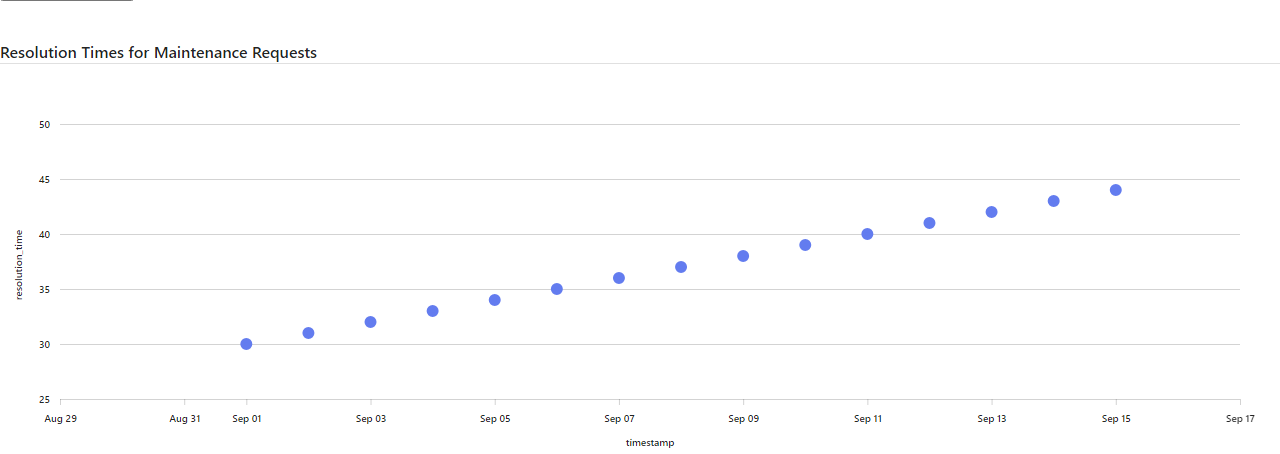 Resolution Times for Maintenance Requests
50
45
40
35
30
25
resolution_time
Aug 29 Aug 31 Sep 01 Sep 03 Sep 05 Sep 07 Sep 09 Sep 11 Sep 13 Sep 15 Sep 17
timestamp